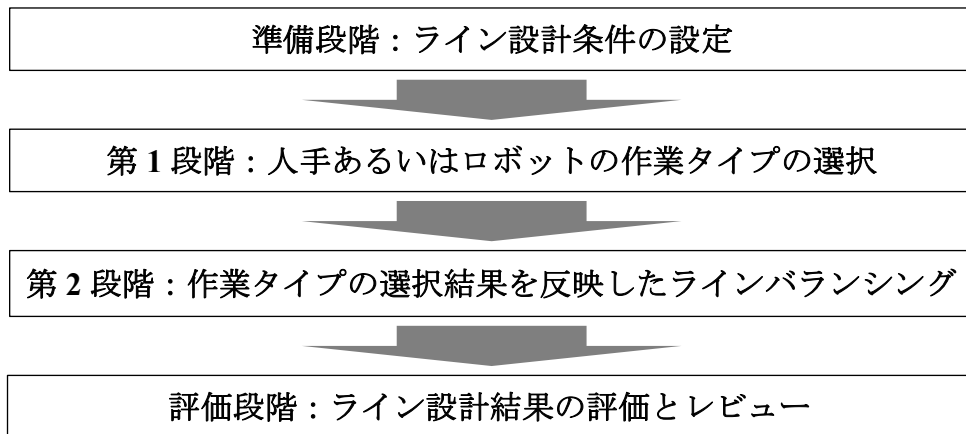 準備段階：ライン設計条件の設定
第 1 段階：人手あるいはロボットの作業タイプの選択
第 2 段階：作業タイプの選択結果を反映したラインバランシング
評価段階：ライン設計結果の評価とレビュー